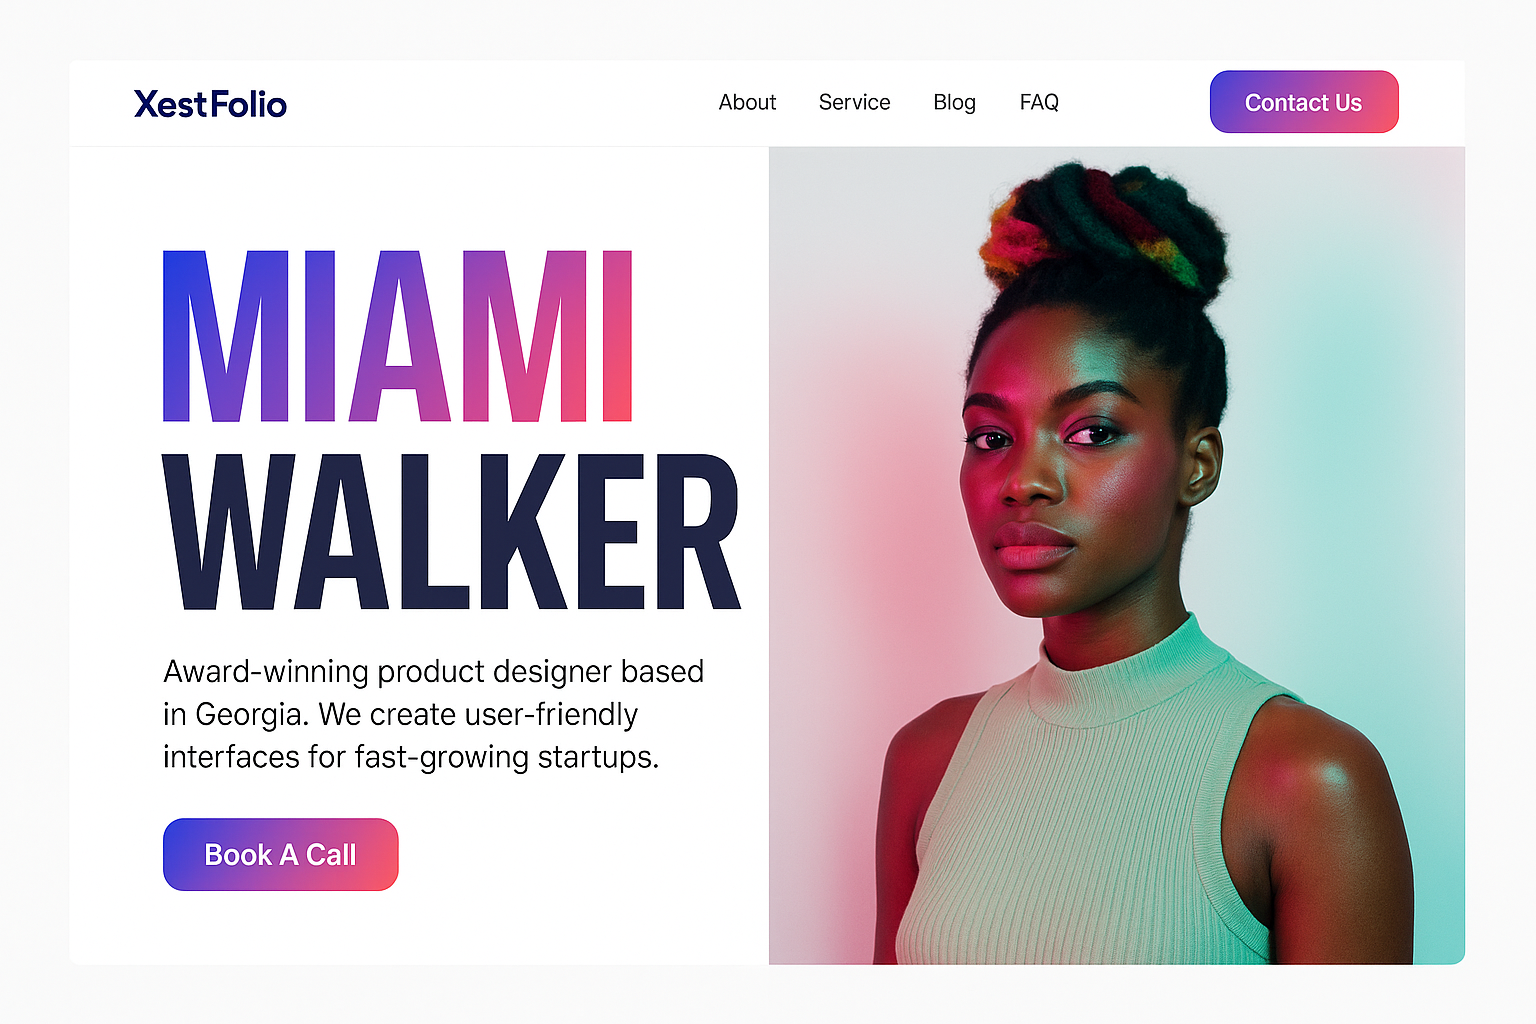 XestFolio
About Service Blog FAQ
Contact Us
MIAMI
WALKER
Award-winning product designer based
in Georgia. We create user-friendly
interfaces for fast-growing startups.
Book A Call